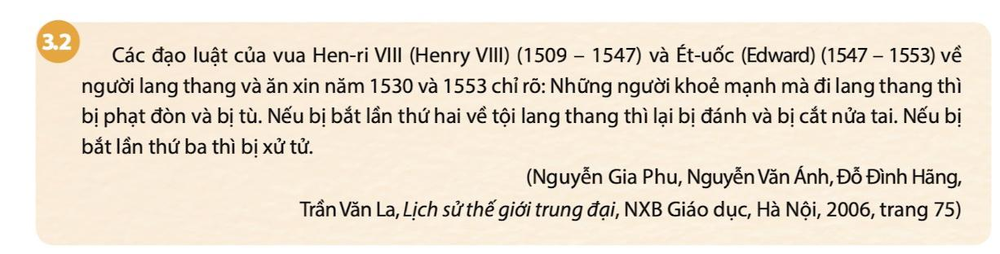 3.2
Các đạo luật của vua Hen-ri VIII (Henry VIII) (1509 – 1547) và Ét-uốc (Edward) (1547 – 1553) về
người lang thang và ăn xin năm 1530 và 1553 chỉ rõ: Những người khoẻ mạnh mà đi lang thang thì
bị phạt đòn và bị tù. Nếu bị bắt lần thứ hai về tội lang thang thì lại bị đánh và bị cắt nửa tai. Nếu bị
bắt lần thứ ba thì bị xử tử.
(Nguyễn Gia Phu, Nguyễn Văn Ánh, Đỗ Đình Hãng,
Trần Văn La, Lịch sử thế giới trung đại, NXB Giáo dục, Hà Nội, 2006, trang 75)